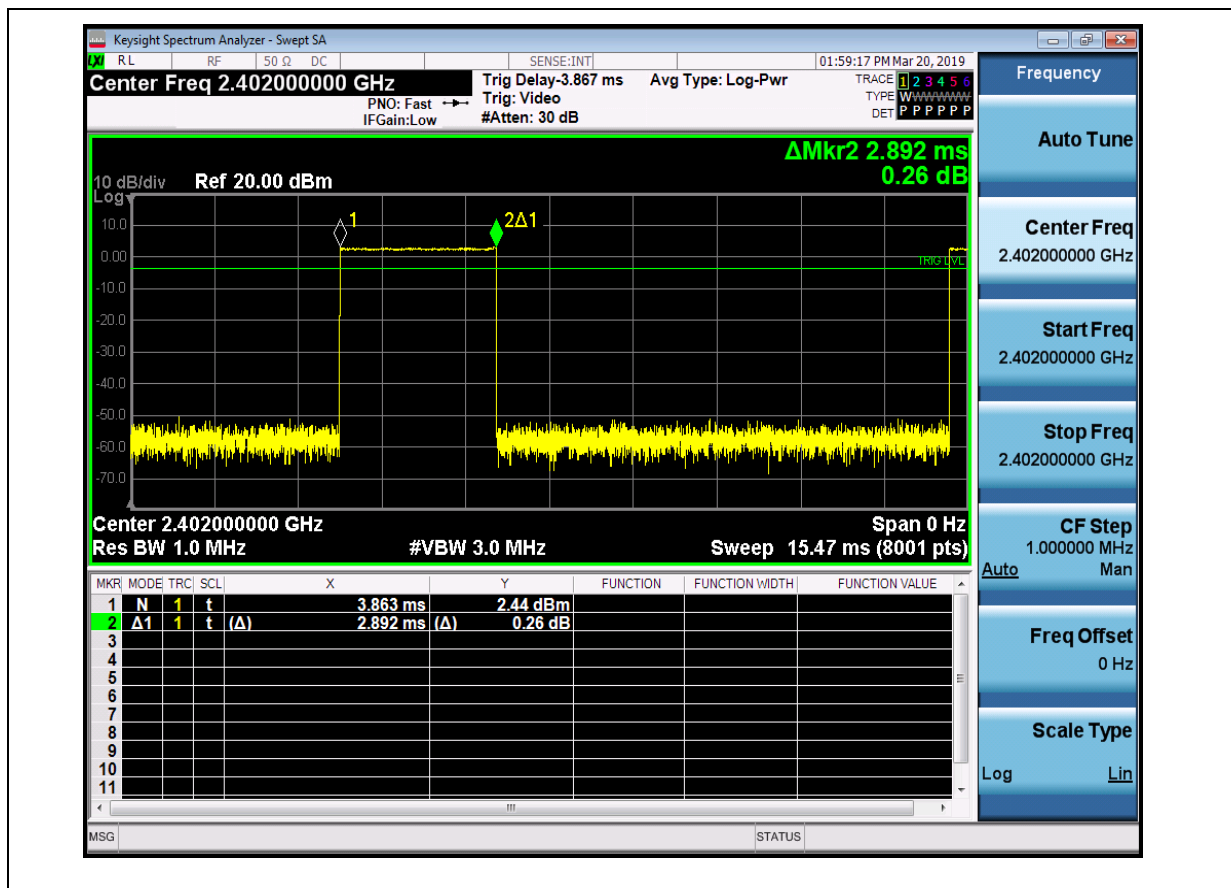 Keysight Spectrum Analyzer - Swept SA
LXI RL RF 50 Ω DC SENSE:INT 01:59:17 PM Mar 20, 2019
Center Freq 2.402000000 GHz
PNO: Fast
IFGain:Low
Trig Delay-3.867 ms
Trig: Video
#Atten: 30 dB
Avg Type: Log-Pwr
TRACE 1 2 3 4 5 6
TYPE WWWWWW
DET P P P P P P
ΔMkr2 2.892 ms
0.26 dB
10 dB/div Ref 20.00 dBm
Log
10.0
0.00
-10.0
-20.0
-30.0
-40.0
-50.0
-60.0
-70.0
1
2Δ1
TRIG LVL
Center 2.402000000 GHz Span 0 Hz
Res BW 1.0 MHz #VBW 3.0 MHz Sweep 15.47 ms (8001 pts)
MKR MODE TRC SCL X Y FUNCTION FUNCTION WIDTH FUNCTION VALUE
1 N 1 t 3.863 ms 2.44 dBm
2 Δ1 1 t (Δ) 2.892 ms (Δ) 0.26 dB
3
4
5
6
7
8
9
10
11
MSG STATUS
Frequency
Auto Tune
Center Freq
2.402000000 GHz
Start Freq
2.402000000 GHz
Stop Freq
2.402000000 GHz
CF Step
1.000000 MHz
Auto Man
Freq Offset
0 Hz
Scale Type
Log Lin